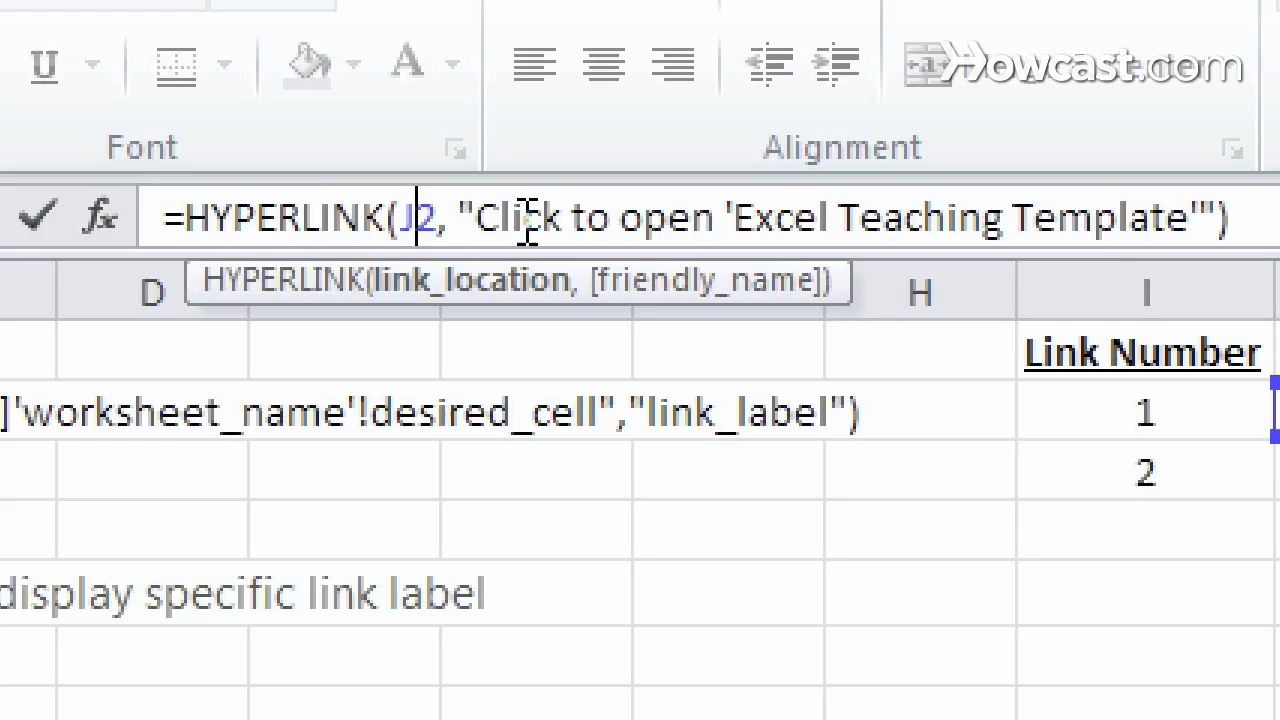 U A a Howcast.com
Font Alignment
fx =HYPERLINK(J2, "Click to open 'Excel Teaching Template'")
HYPERLINK(link_location, [friendly_name])
D H I
Link Number
]'worksheet_name'!desired_cell","link_label") 1
2
display specific link label